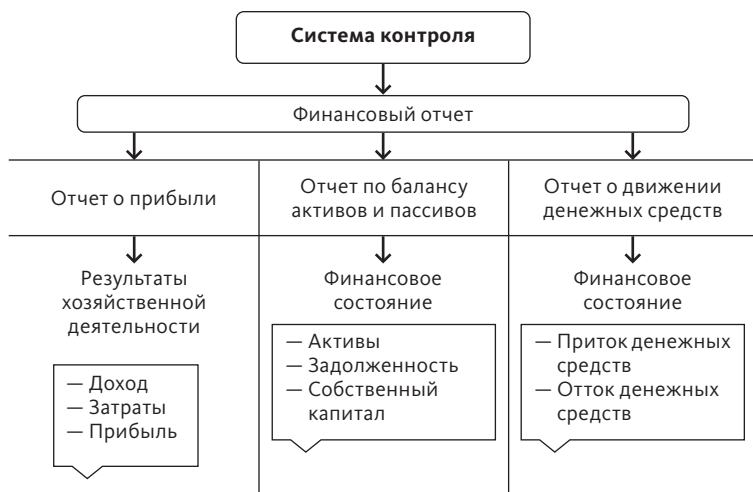 Система контроля
Финансовый отчет
Отчет о прибыли
Отчет по балансу
активов и пассивов
Отчет о движении
денежных средств
Результаты
хозяйственной
деятельности
— Доход
— Затраты
— Прибыль
Финансовое
состояние
— Активы
— Задолженность
— Собственный
капитал
Финансовое
состояние
— Приток денежных
средств
— Отток денежных
средств